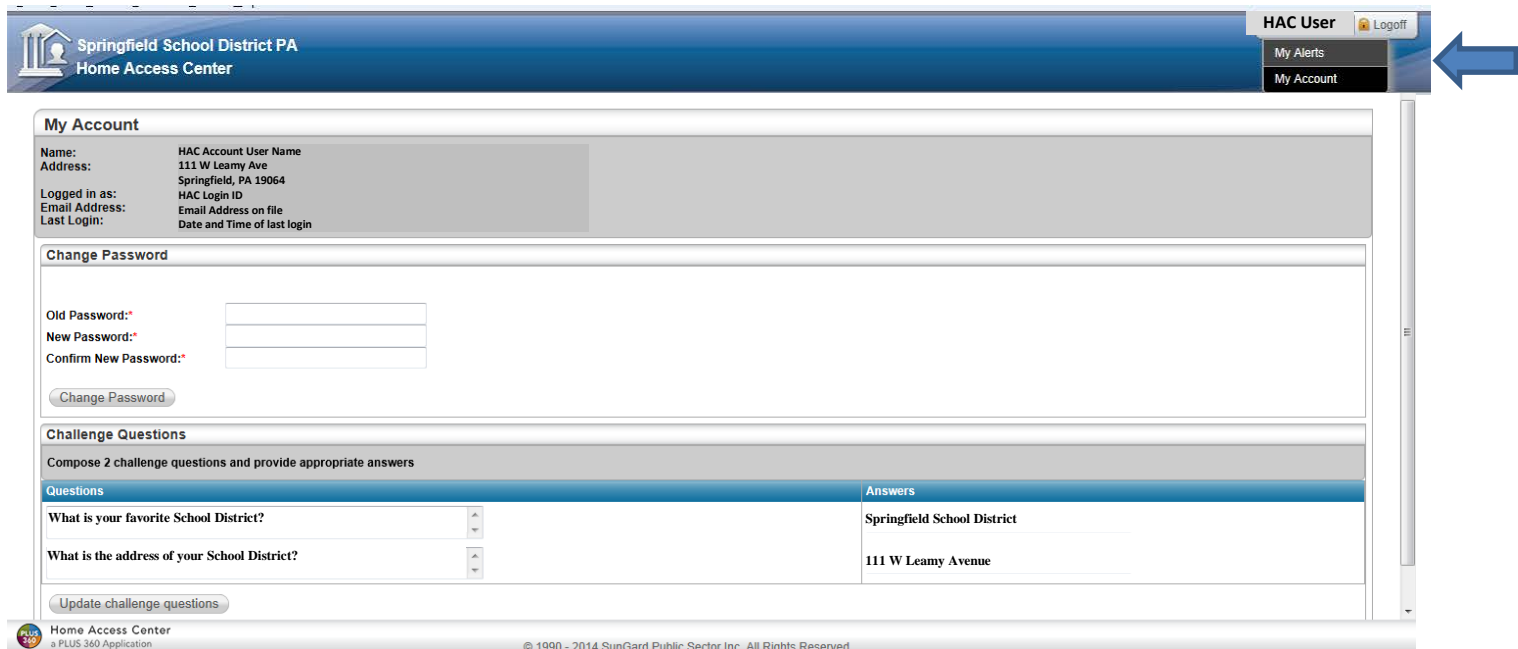 HAC User Logoff
Springfield School District PA
Home Access Center
My Alerts
My Account
My Account
Name: HAC Account User Name
Address: 111 W Leamy Ave
Springfield, PA 19064
Logged in as: HAC Login ID
Email Address: Email Address on file
Last Login: Date and Time of last login
Change Password
Old Password:*
New Password:*
Confirm New Password:*
Change Password
Challenge Questions
Compose 2 challenge questions and provide appropriate answers
Questions Answers
What is your favorite School District? Springfield School District
What is the address of your School District? 111 W Leamy Avenue
Update challenge questions
PLUS 360 Home Access Center
a PLUS 360 Application
© 1990 - 2014 SunGard Public Sector Inc. All Rights Reserved